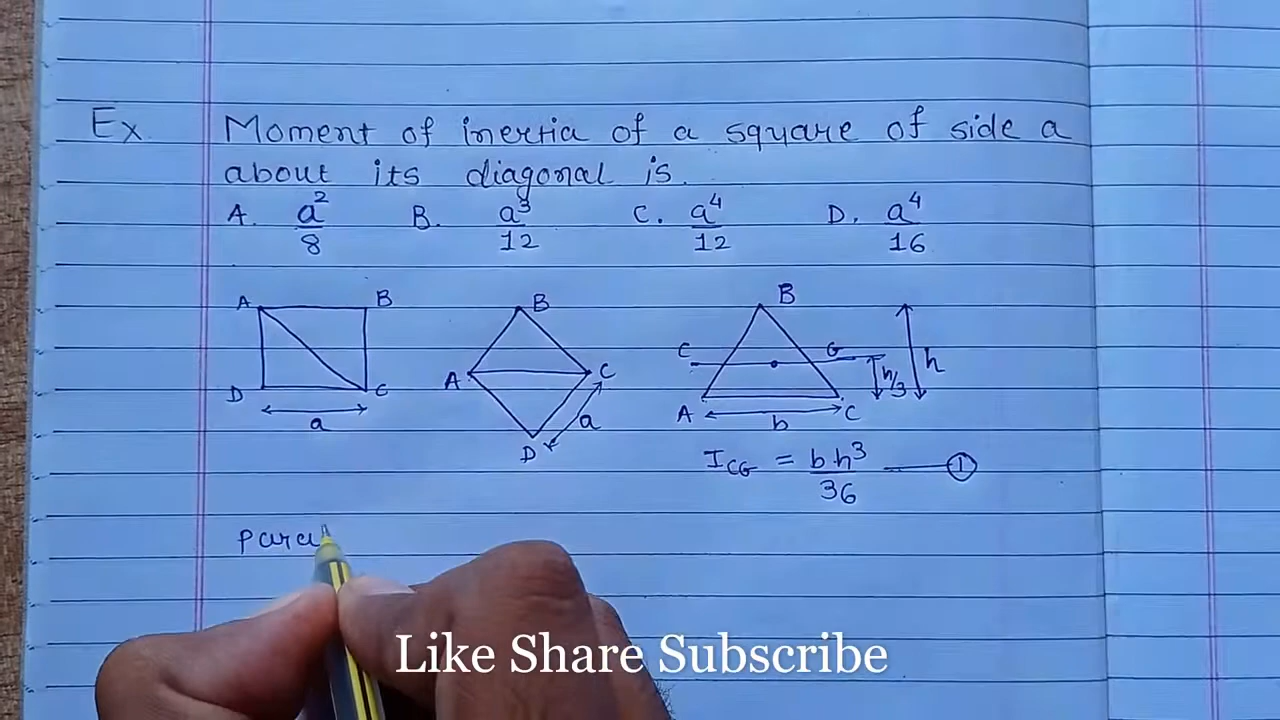 Ex. Moment of inertia of a square of side a
about its diagonal is.
A. a²/8 B. a³/12 C. a⁴/12 D. a⁴/16
A B
D C
a
B
A C
D a
B
C G
h/3 h
A b C
I_CG = bh³/36 —— ①
Para
Like Share Subscribe